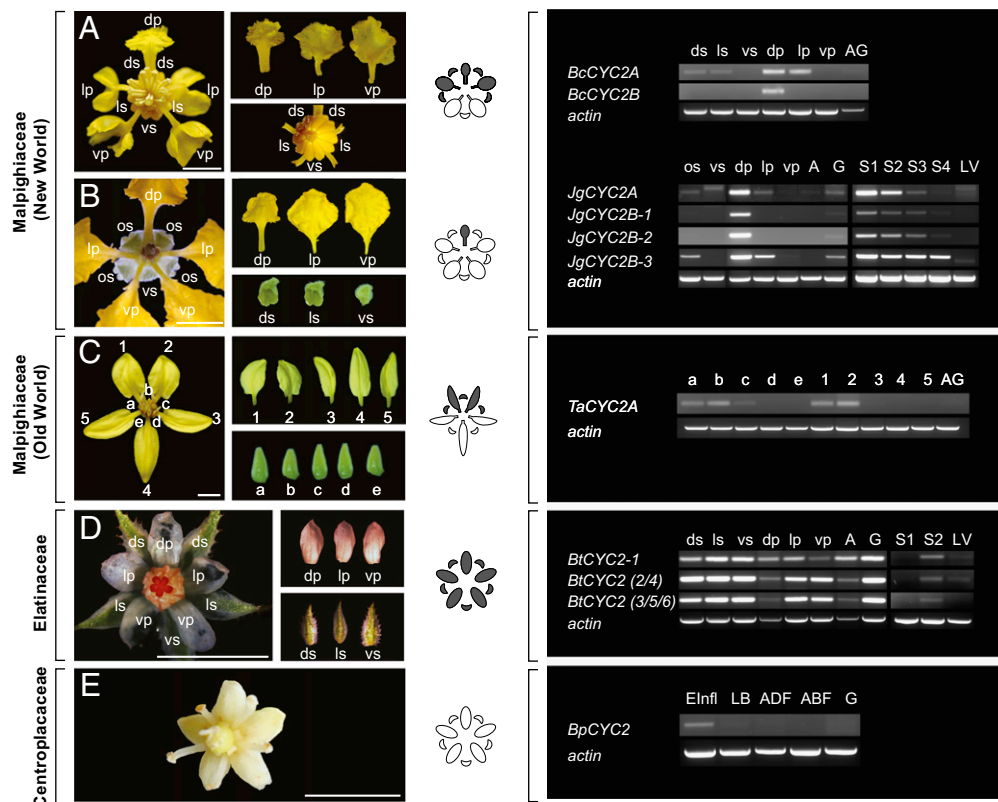 Malpighiaceae
(New World)
A
dp
ds ds
lp lp
ls ls
vs
vp vp
dp lp vp
ds ds
ls ls
vs
ds ls vs dp lp vp AG
BcCYC2A
BcCYC2B
actin
B
dp
os os
lp lp
os os
vs
vp vp
dp lp vp
ds ls vs
os vs dp lp vp A G S1 S2 S3 S4 LV
JgCYC2A
JgCYC2B-1
JgCYC2B-2
JgCYC2B-3
actin
Malpighiaceae
(Old World)
C
1 2
b
a c
5 e d 3
4
1 2 3 4 5
a b c d e
a b c d e 1 2 3 4 5 AG
TaCYC2A
actin
Elatinaceae
D
ds dp ds
lp lp
ls ls
vp vp
vs
dp lp vp
ds ls vs
ds ls vs dp lp vp A G S1 S2 LV
BtCYC2-1
BtCYC2 (2/4)
BtCYC2 (3/5/6)
actin
Centroplacaceae
E
EInfl LB ADF ABF G
BpCYC2
actin